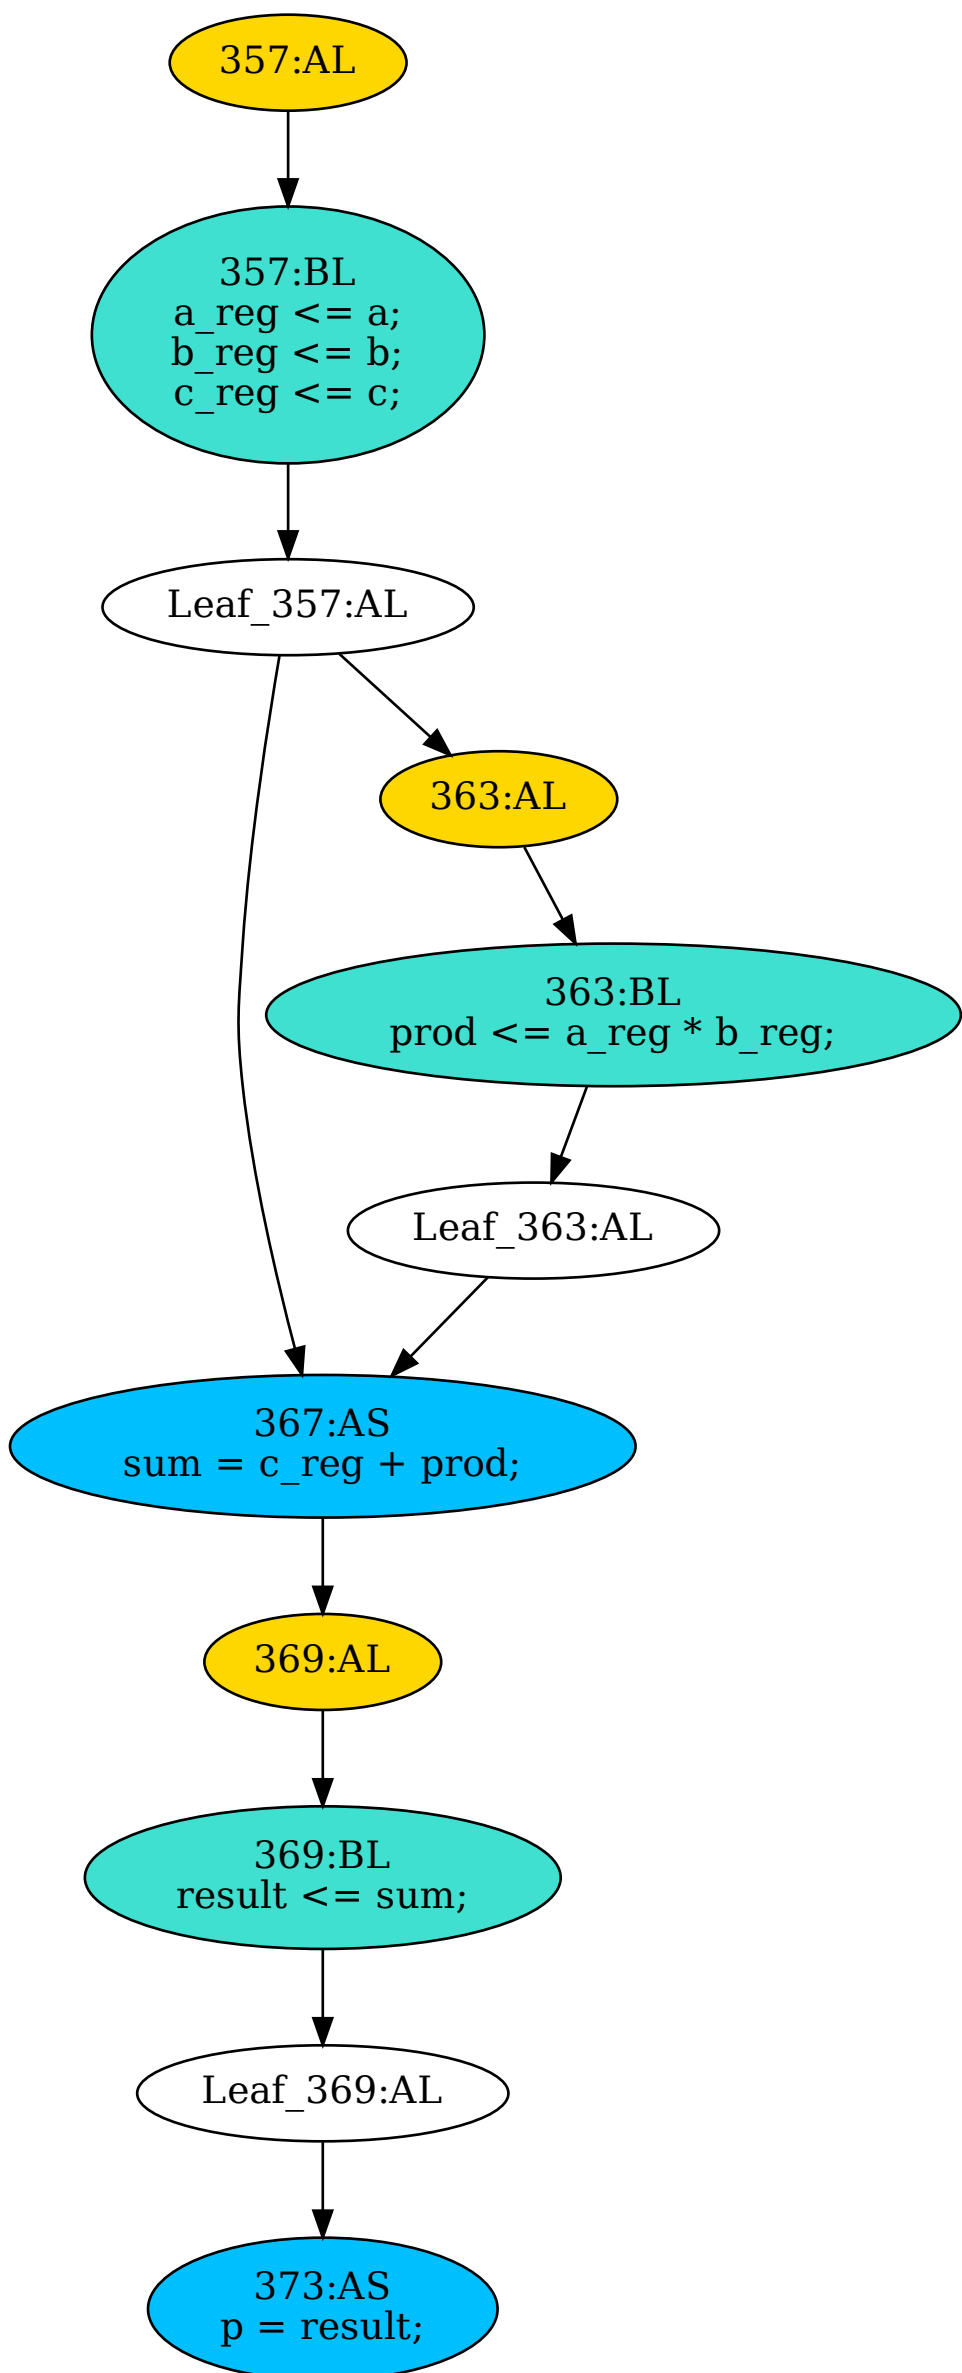 357:AL
357:BL
a_reg <= a;
b_reg <= b;
c_reg <= c;
Leaf_357:AL
363:AL
363:BL
prod <= a_reg * b_reg;
Leaf_363:AL
367:AS
sum = c_reg + prod;
369:AL
369:BL
result <= sum;
Leaf_369:AL
373:AS
p = result;